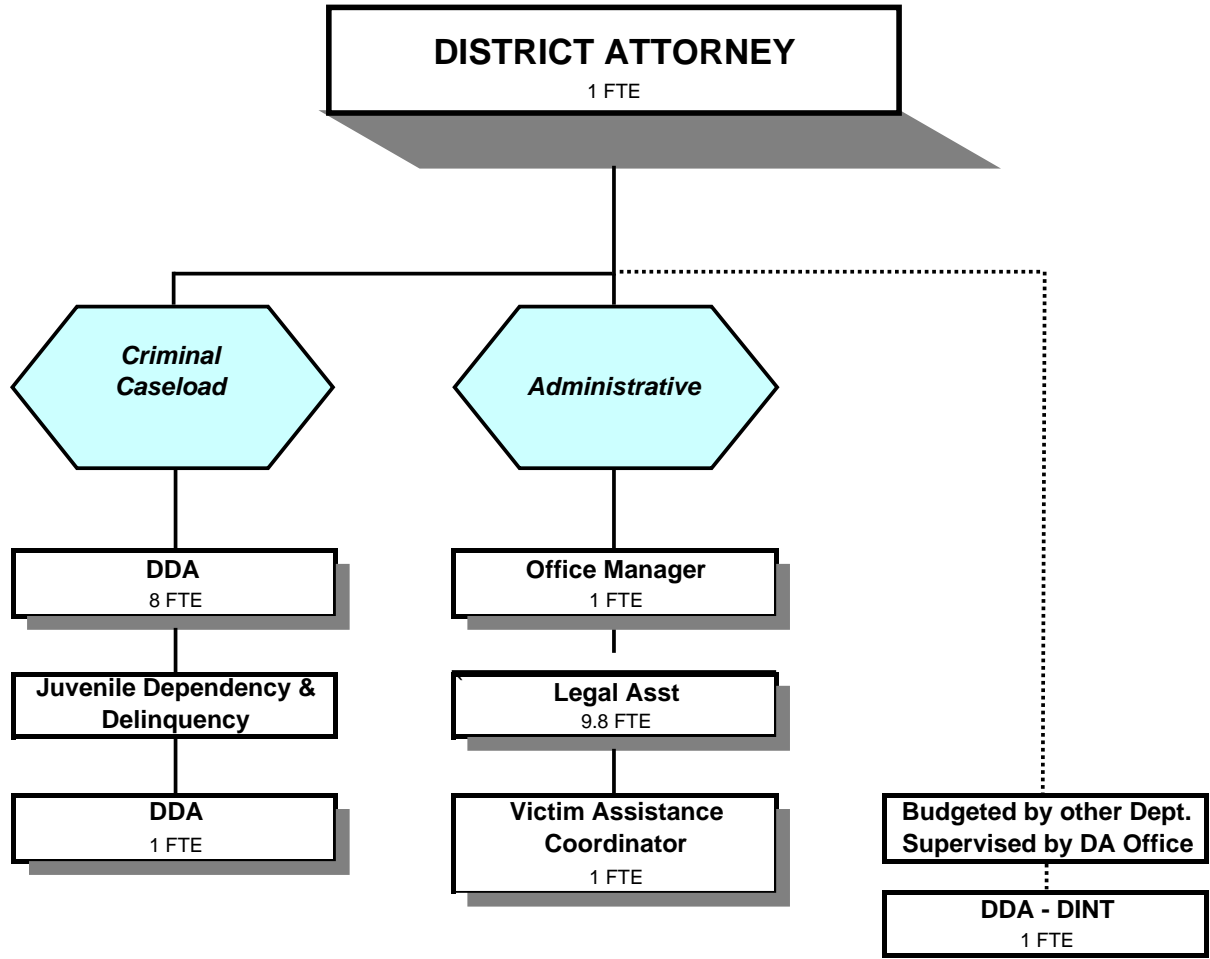 DISTRICT ATTORNEY
1 FTE
Criminal
Caseload
Administrative
DDA
8 FTE
Office Manager
1 FTE
Juvenile Dependency &
Delinquency
Legal Asst
9.8 FTE
DDA
1 FTE
Victim Assistance
Coordinator
1 FTE
Budgeted by other Dept.
Supervised by DA Office
DDA - DINT
1 FTE